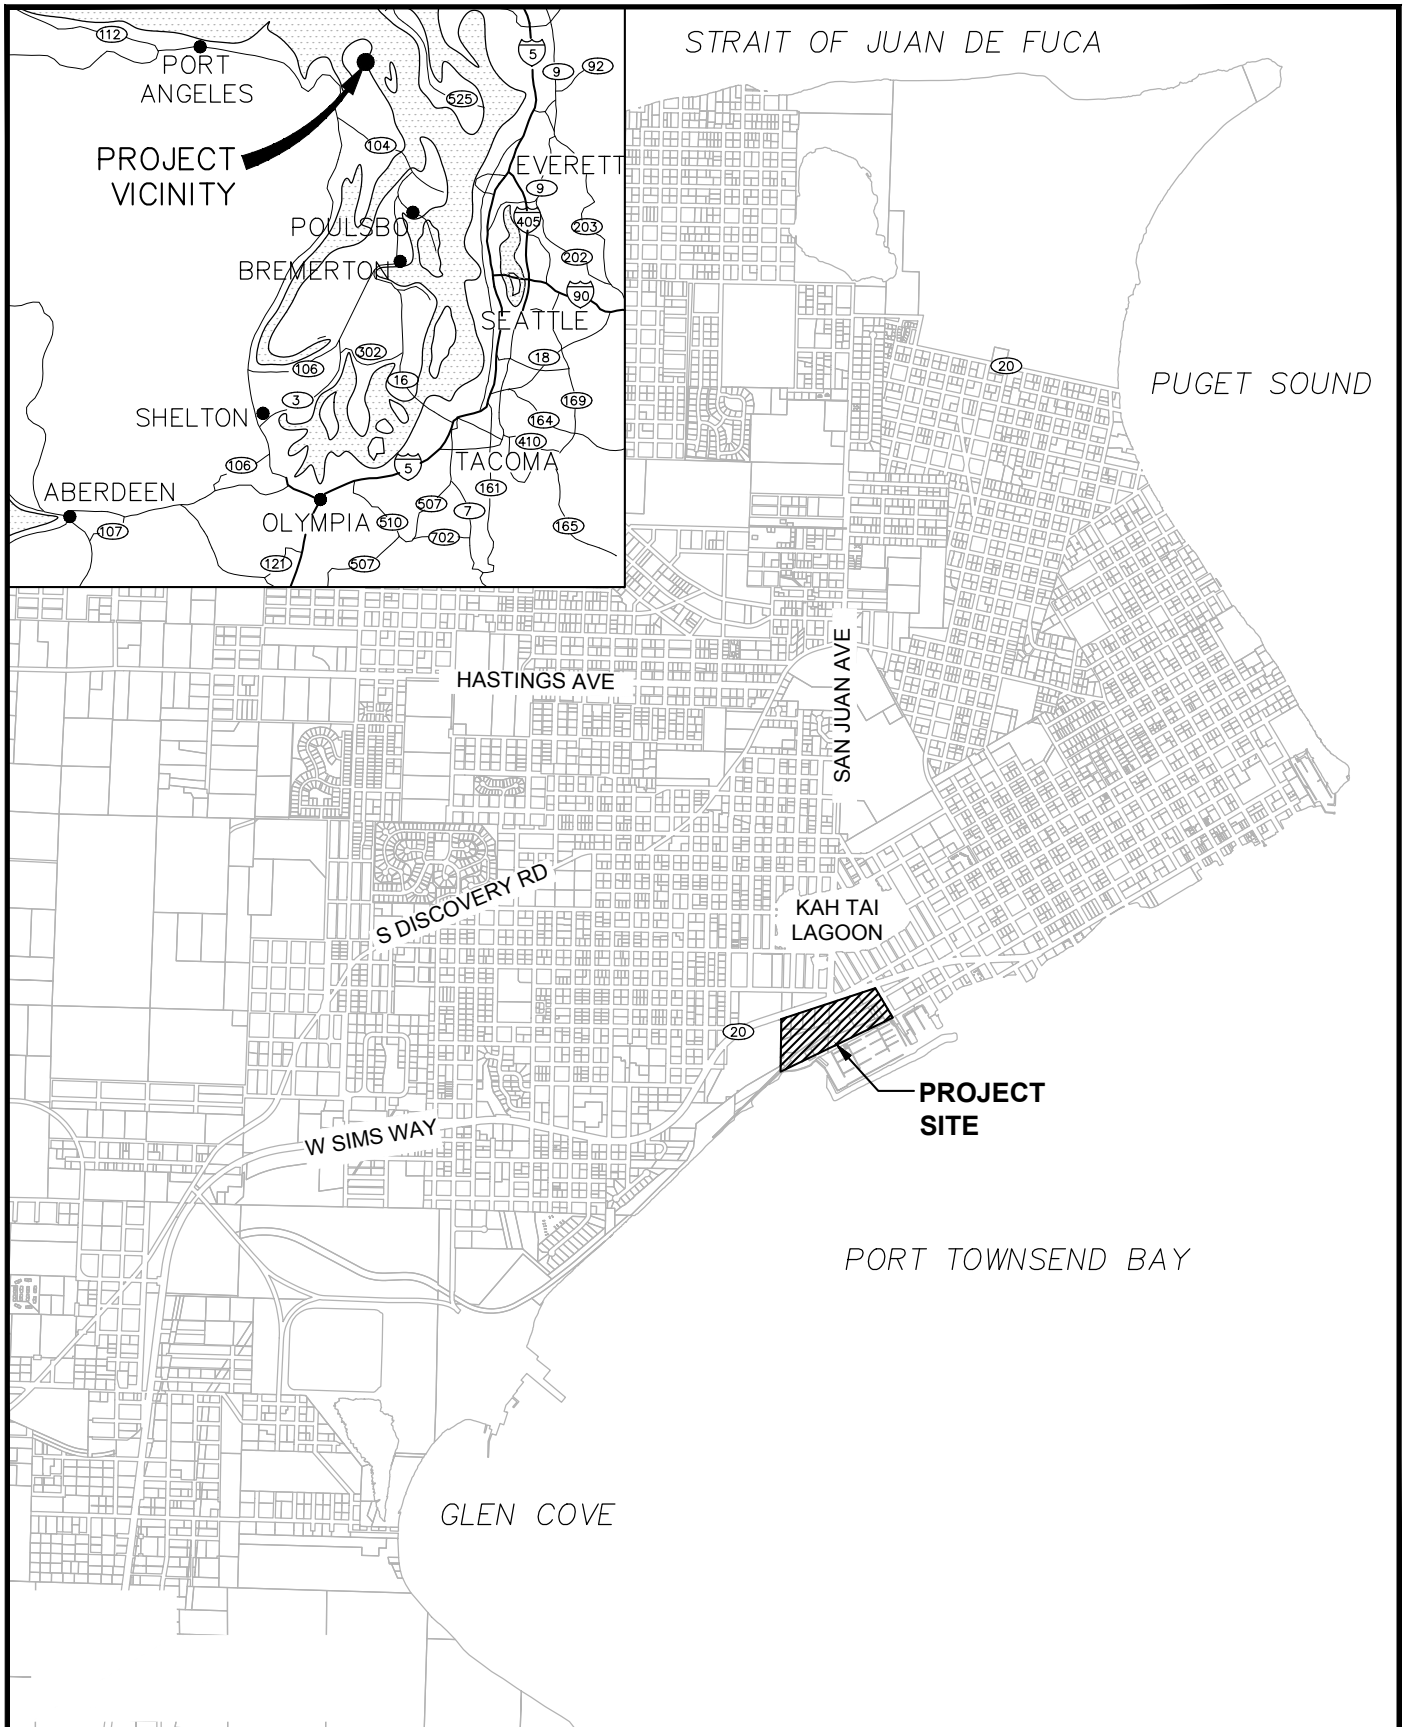 STRAIT OF JUAN DE FUCA
112
PORT
ANGELES
5
9
92
525
PROJECT
VICINITY
104
EVERETT
9
POULSBO
405
203
BREMERTON
202
90
SEATTLE
302
18
106
16
3
169
SHELTON
164
410
106
5
TACOMA
ABERDEEN
161
507
7
OLYMPIA
510
107
702
165
121
507
20
PUGET SOUND
SAN JUAN AVE
HASTINGS AVE
S DISCOVERY RD
KAH TAI
LAGOON
20
PROJECT
SITE
W SIMS WAY
PORT TOWNSEND BAY
GLEN COVE